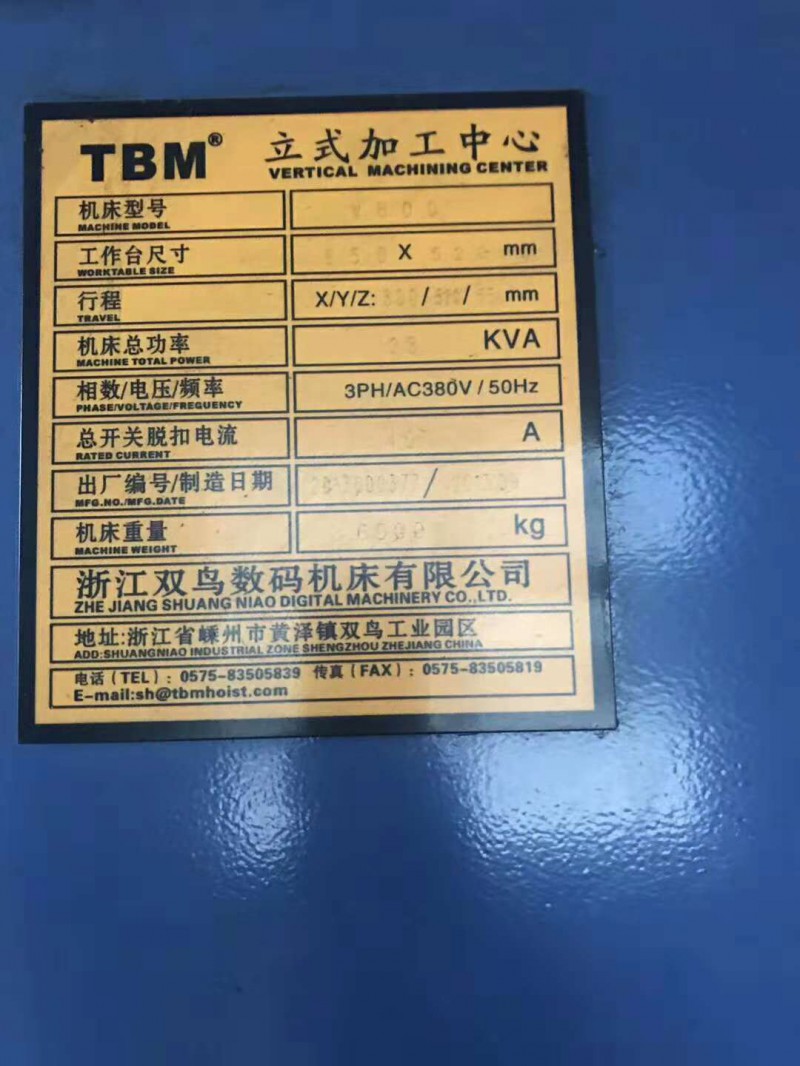 TBM® 立式加工中心
VERTICAL MACHINING CENTER
机床型号
MACHINE MODEL
工作台尺寸 X mm
WORKTABLE SIZE
行程 X/Y/Z: / / mm
TRAVEL
机床总功率 KVA
MACHINE TOTAL POWER
相数/电压/频率 3PH/AC380V/50Hz
PHASE/VOLTAGE/FREGUENCY
总开关脱扣电流 A
RATED CURRENT
出厂编号/制造日期 /
MFG.NO./MFG.DATE
机床重量 6000 kg
MACHINE WEIGHT
浙江双鸟数码机床有限公司
ZHE JIANG SHUANG NIAO DIGITAL MACHINERY CO.,LTD.
地址:浙江省嵊州市黄泽镇双鸟工业园区
ADD:SHUANGNIAO INDUSTRIAL ZONE SHENGZHOU ZHEJIANG CHINA
电话(TEL): 0575-83505839 传真(FAX): 0575-83505819
E-mail:sh@tbmhoist.com